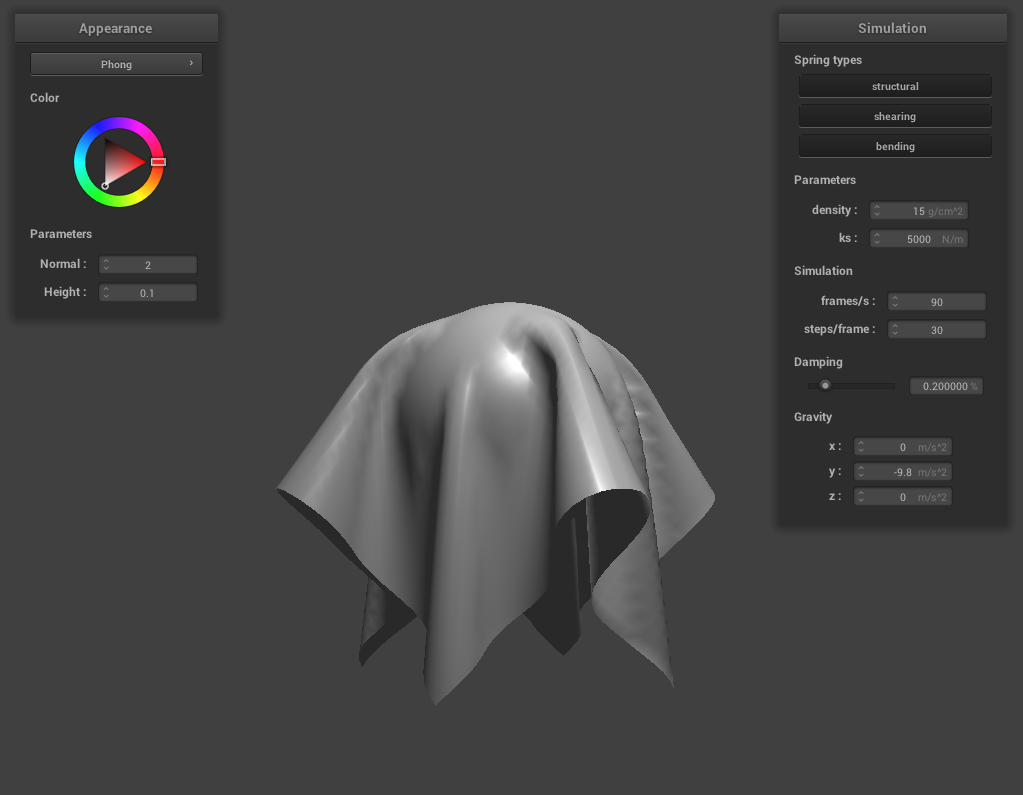 Appearance
Phong
Color
Parameters
Normal : 2
Height : 0.1
Simulation
Spring types
structural
shearing
bending
Parameters
density : 15 g/cm^2
ks : 5000 N/m
Simulation
frames/s : 90
steps/frame : 30
Damping
0.200000 %
Gravity
x : 0 m/s^2
y : -9.8 m/s^2
z : 0 m/s^2